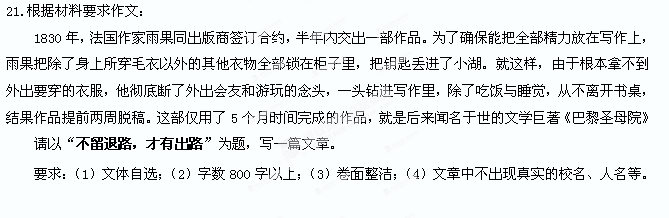 21.根据材料要求作文：
1830年，法国作家雨果同出版商签订合约，半年内交出一部作品。为了确保能把全部精力放在写作上，
雨果把除了身上所穿毛衣以外的其他衣物全部锁在柜子里，把钥匙丢进了小湖。就这样，由于根本拿不到
外出要穿的衣服，他彻底断了外出会友和游玩的念头，一头钻进写作里，除了吃饭与睡觉，从不离开书桌，
结果作品提前两周脱稿。这部仅用了5个月时间完成的作品，就是后来闻名于世的文学巨著《巴黎圣母院》
请以“不留退路，才有出路”为题，写一篇文章。
要求：（1）文体自选；（2）字数800字以上；（3）卷面整洁；（4）文章中不出现真实的校名、人名等。